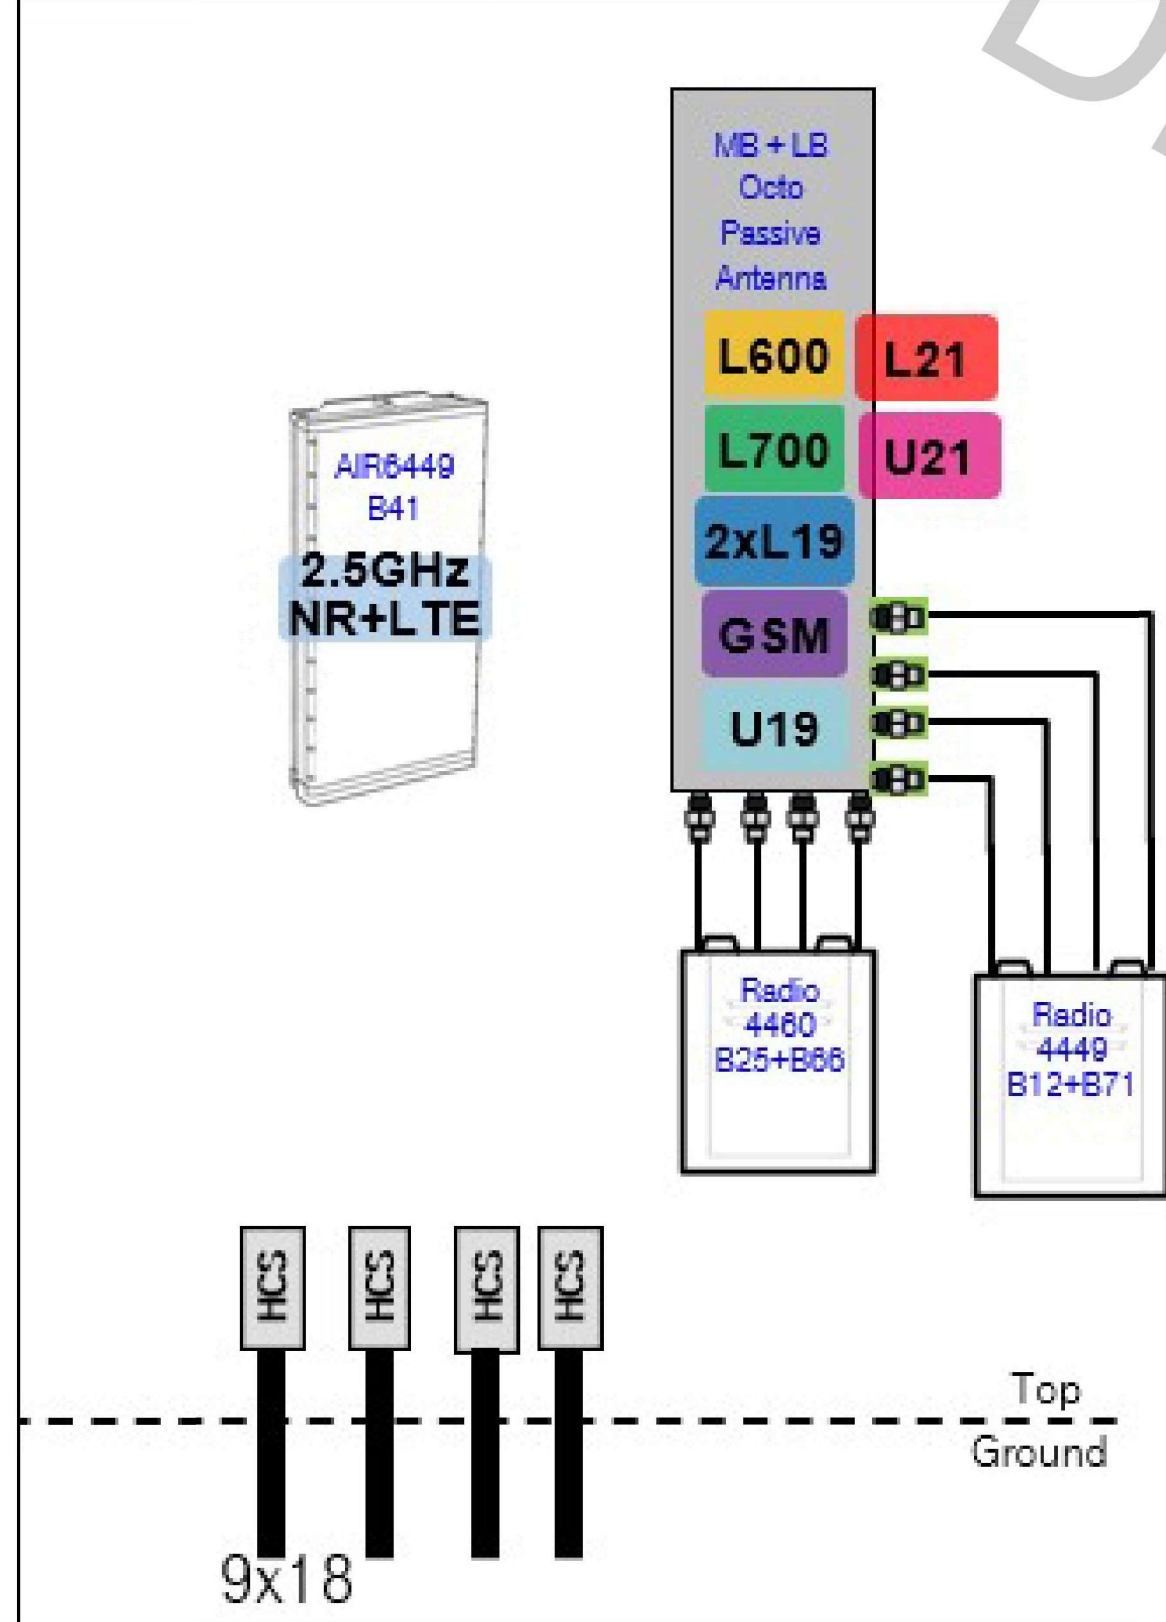 MB + LB
Octo
Passive
Antenna
L600
L21
L700
U21
2xL19
GSM
U19
AIR6449
B41
2.5GHz
NR+LTE
Radio
4460
B25+B66
Radio
4449
B12+B71
HCS
HCS
HCS
HCS
Top
Ground
9x18